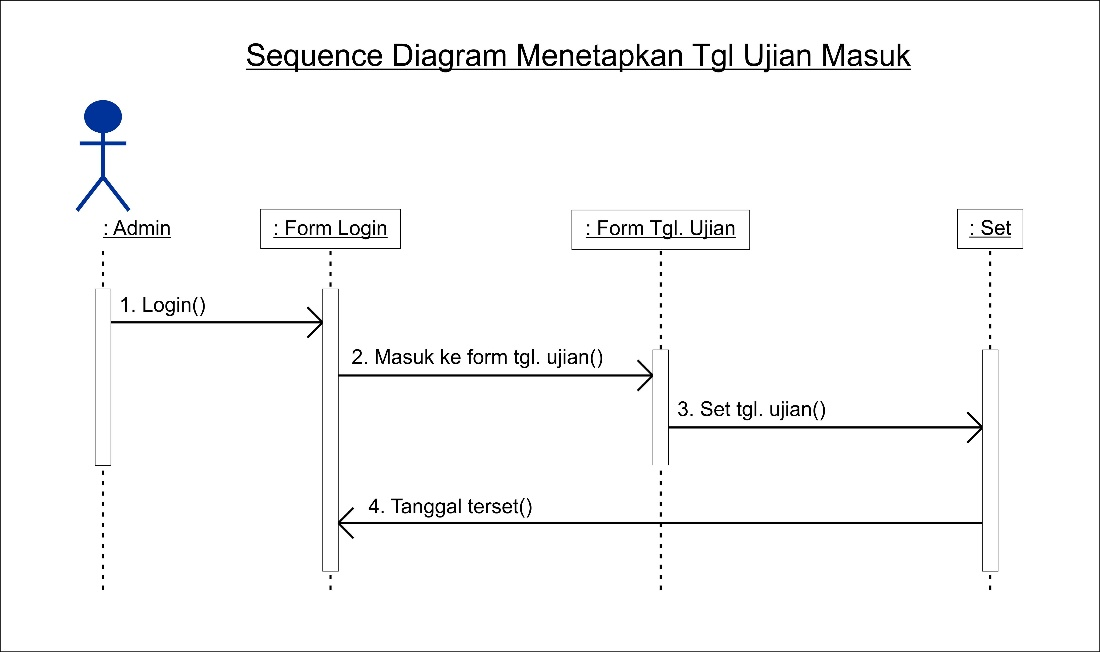 Sequence Diagram Menetapkan Tgl Ujian Masuk
: Admin
: Form Login
: Form Tgl. Ujian
: Set
1. Login()
2. Masuk ke form tgl. ujian()
3. Set tgl. ujian()
4. Tanggal terset()